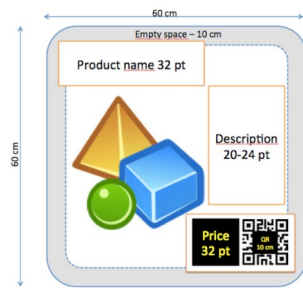 60 cm
Empty space – 10 cm
Product name 32 pt
60 cm
Description
20-24 pt
Price
32 pt
QR
10 cm